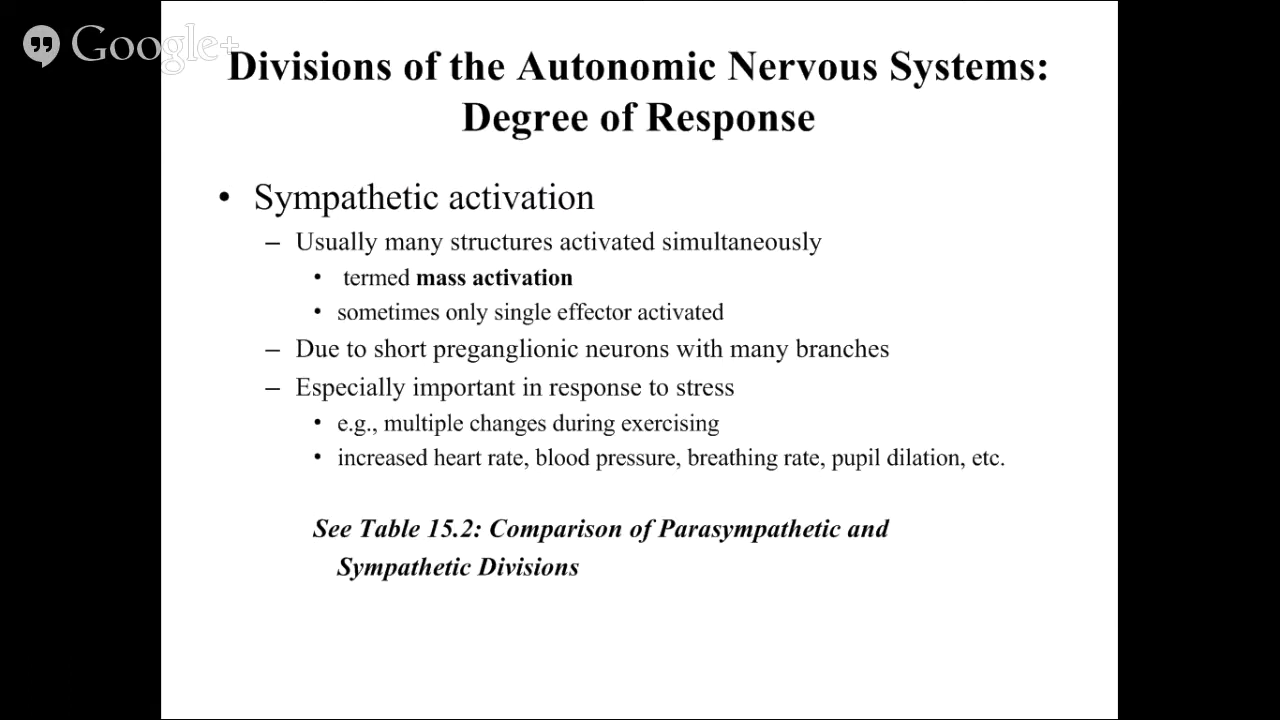 Google+
Divisions of the Autonomic Nervous Systems:
Degree of Response
• Sympathetic activation
– Usually many structures activated simultaneously
• termed mass activation
• sometimes only single effector activated
– Due to short preganglionic neurons with many branches
– Especially important in response to stress
• e.g., multiple changes during exercising
• increased heart rate, blood pressure, breathing rate, pupil dilation, etc.
See Table 15.2: Comparison of Parasympathetic and
Sympathetic Divisions